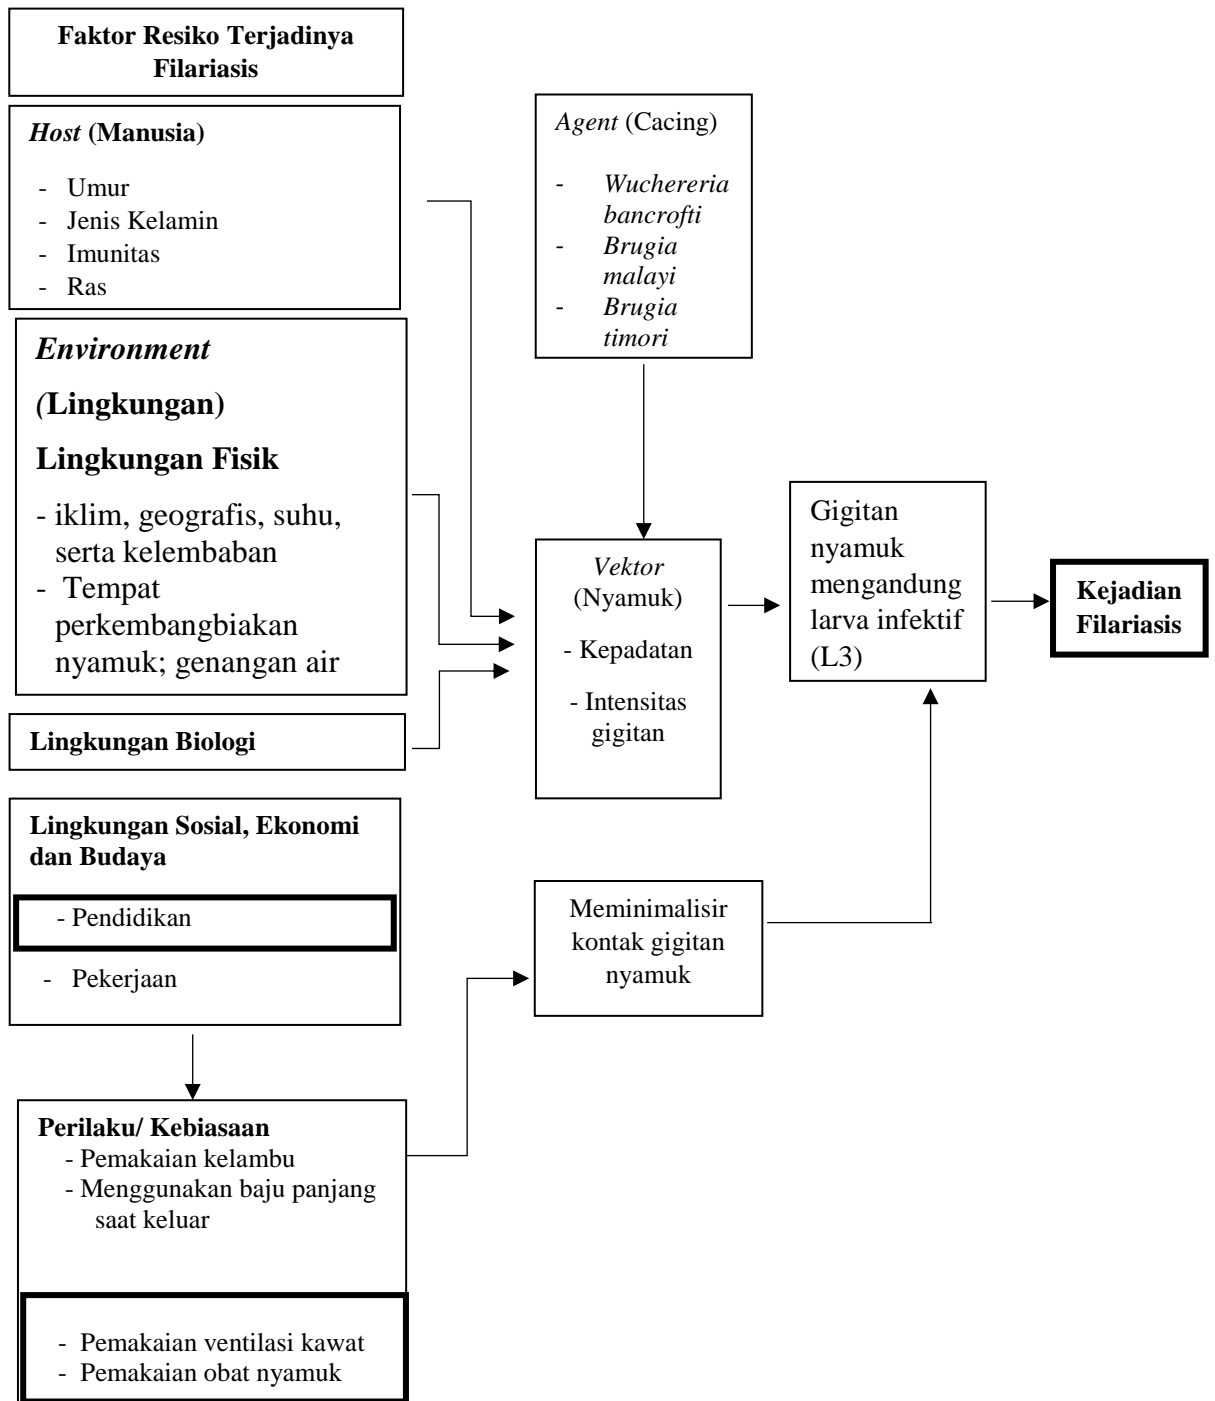 Faktor Resiko Terjadinya
Filariasis
Host (Manusia)
- Umur
- Jenis Kelamin
- Imunitas
- Ras
Environment
(Lingkungan)
Lingkungan Fisik
- iklim, geografis, suhu,
serta kelembaban
- Tempat
perkembangbiakan
nyamuk; genangan air
Lingkungan Biologi
Lingkungan Sosial, Ekonomi
dan Budaya
- Pendidikan
- Pekerjaan
Perilaku/ Kebiasaan
- Pemakaian kelambu
- Menggunakan baju panjang
saat keluar
- Pemakaian ventilasi kawat
- Pemakaian obat nyamuk
Agent (Cacing)
- Wuchereria
bancrofti
- Brugia
malayi
- Brugia
timori
Vektor
(Nyamuk)
- Kepadatan
- Intensitas
gigitan
Meminimalisir
kontak gigitan
nyamuk
Gigitan
nyamuk
mengandung
larva infektif
(L3)
Kejadian
Filariasis